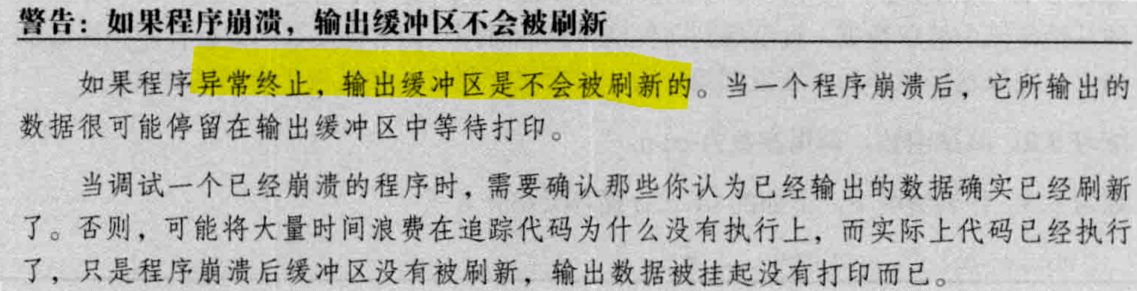 警告：如果程序崩溃，输出缓冲区不会被刷新
如果程序异常终止，输出缓冲区是不会被刷新的。当一个程序崩溃后，它所输出的
数据很可能停留在输出缓冲区中等待打印。
当调试一个已经崩溃的程序时，需要确认那些你认为已经输出的数据确实已经刷新
了。否则，可能将大量时间浪费在追踪代码为什么没有执行上，而实际上代码已经执行
了，只是程序崩溃后缓冲区没有被刷新，输出数据被挂起没有打印而已。